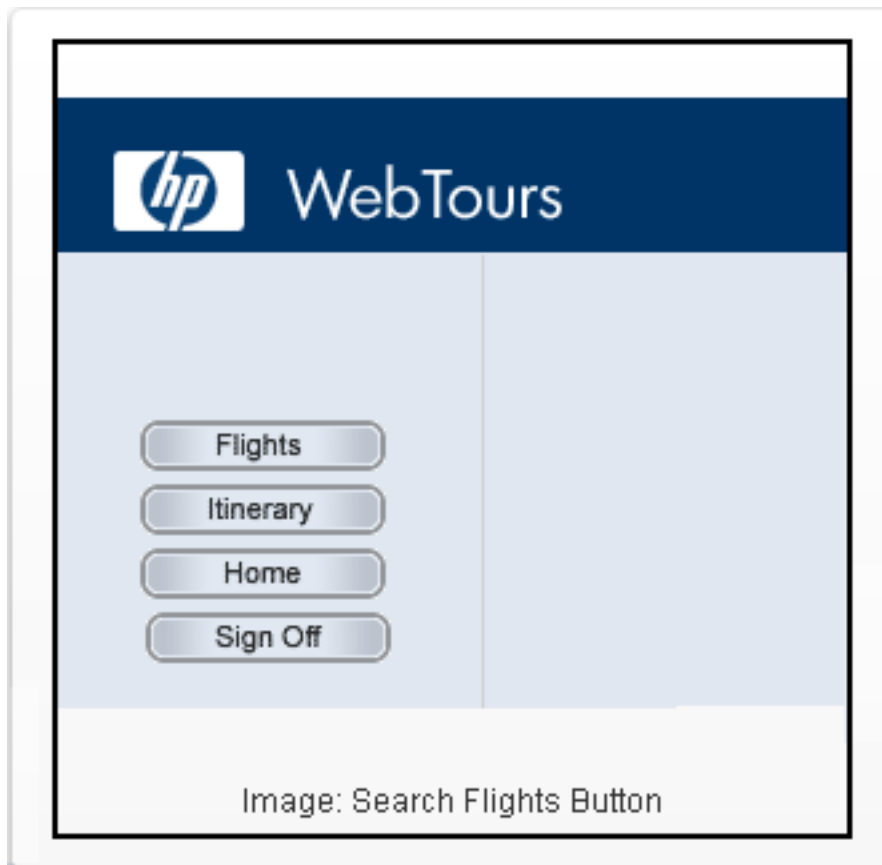 hp WebTours
Flights
Itinerary
Home
Sign Off
Image: Search Flights Button